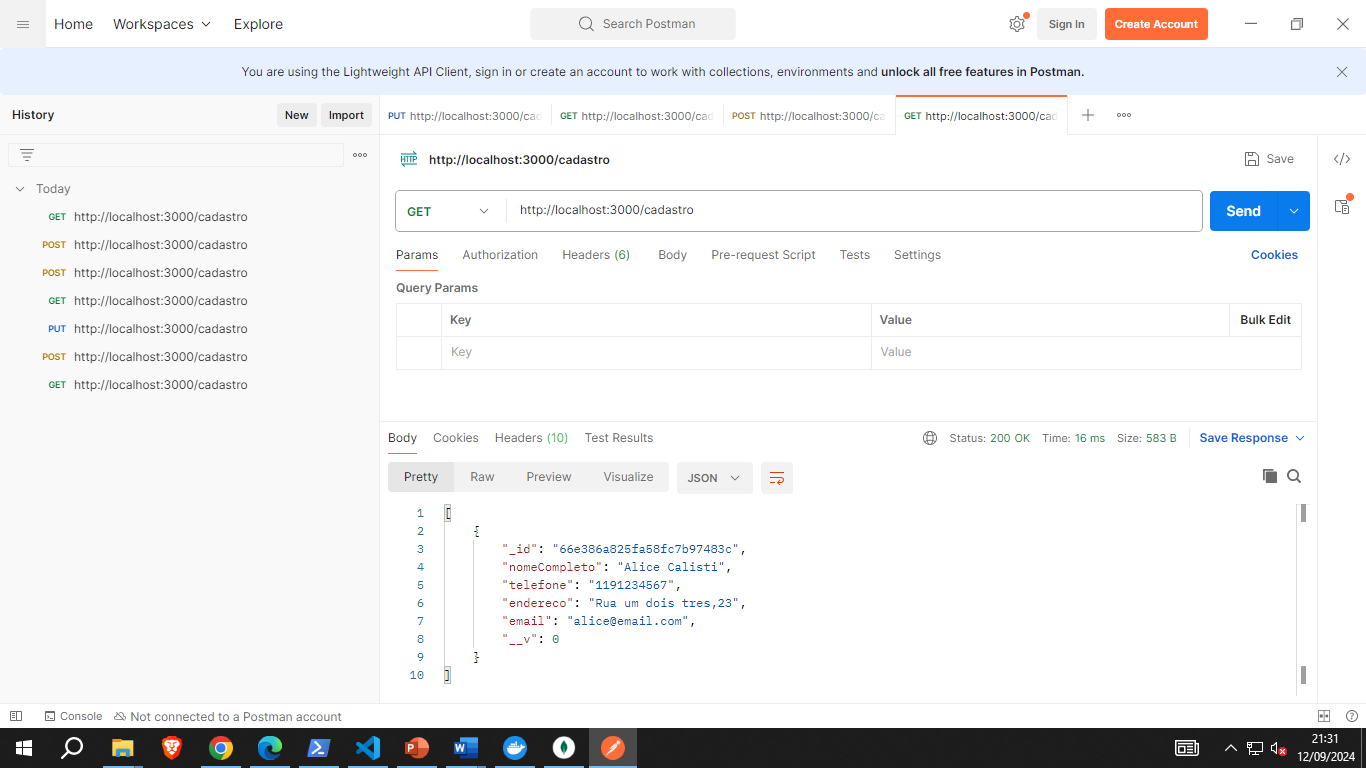 Home Workspaces Explore Search Postman Sign In Create Account
You are using the Lightweight API Client, sign in or create an account to work with collections, environments and unlock all free features in Postman.
History New Import
PUT http://localhost:3000/cad GET http://localhost:3000/cad POST http://localhost:3000/ca GET http://localhost:3000/cad
http://localhost:3000/cadastro Save
Today
GET http://localhost:3000/cadastro
POST http://localhost:3000/cadastro
POST http://localhost:3000/cadastro
GET http://localhost:3000/cadastro
PUT http://localhost:3000/cadastro
POST http://localhost:3000/cadastro
GET http://localhost:3000/cadastro
GET http://localhost:3000/cadastro Send
Params Authorization Headers (6) Body Pre-request Script Tests Settings Cookies
Query Params
Key Value Bulk Edit
Key Value
Body Cookies Headers (10) Test Results Status: 200 OK Time: 16 ms Size: 583 B Save Response
Pretty Raw Preview Visualize JSON
1 [
2 {
3 "_id": "66e386a825fa58fc7b97483c",
4 "nomeCompleto": "Alice Calisti",
5 "telefone": "1191234567",
6 "endereco": "Rua um dois tres,23",
7 "email": "alice@email.com",
8 "__v": 0
9 }
10 ]
Console Not connected to a Postman account
21:31
12/09/2024